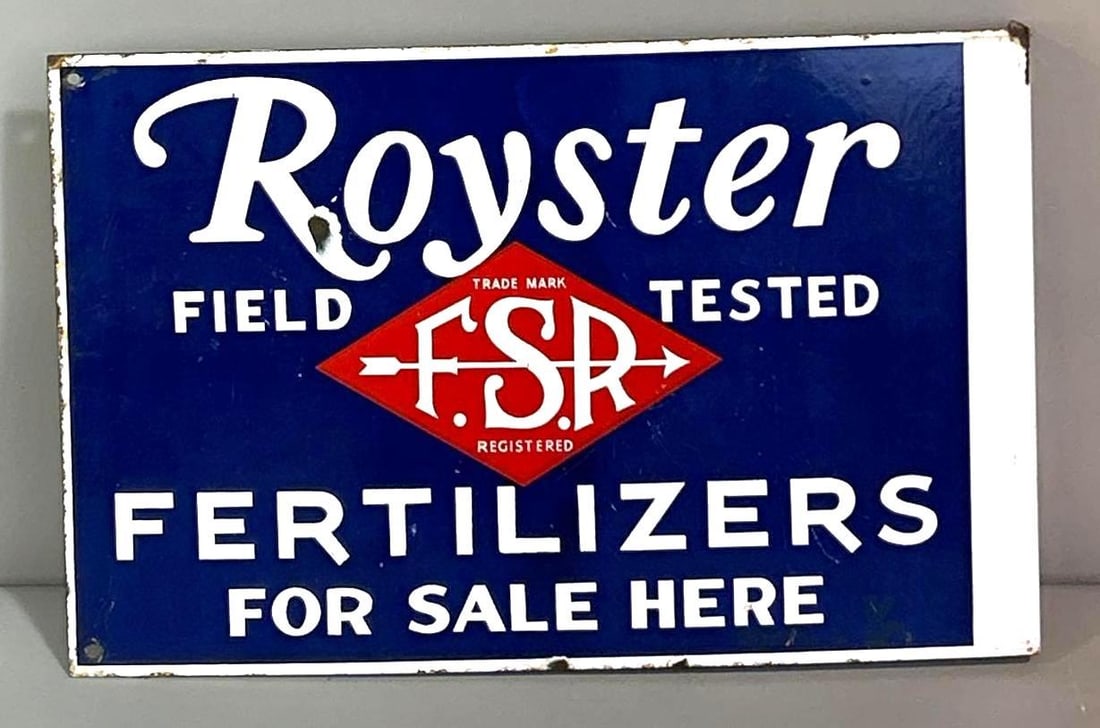 Royster
FIELD TESTED
TRADE MARK
F.S.R
REGISTERED
FERTILIZERS
FOR SALE HERE